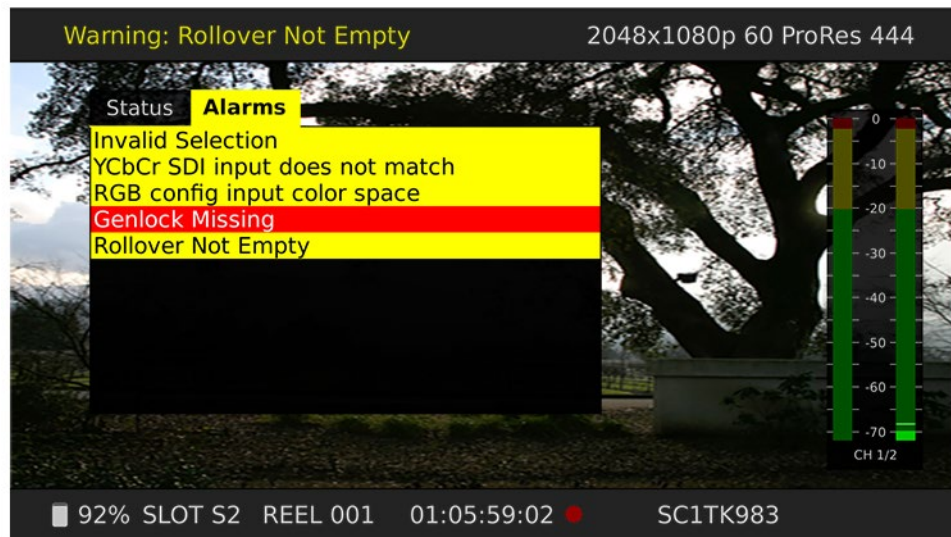 Warning: Rollover Not Empty 2048x1080p 60 ProRes 444
Status Alarms
Invalid Selection
YCbCr SDI input does not match
RGB config input color space
Genlock Missing
Rollover Not Empty
0
-10
-20
-30
-40
-50
-60
-70
CH 1/2
92% SLOT S2 REEL 001 01:05:59:02 SC1TK983